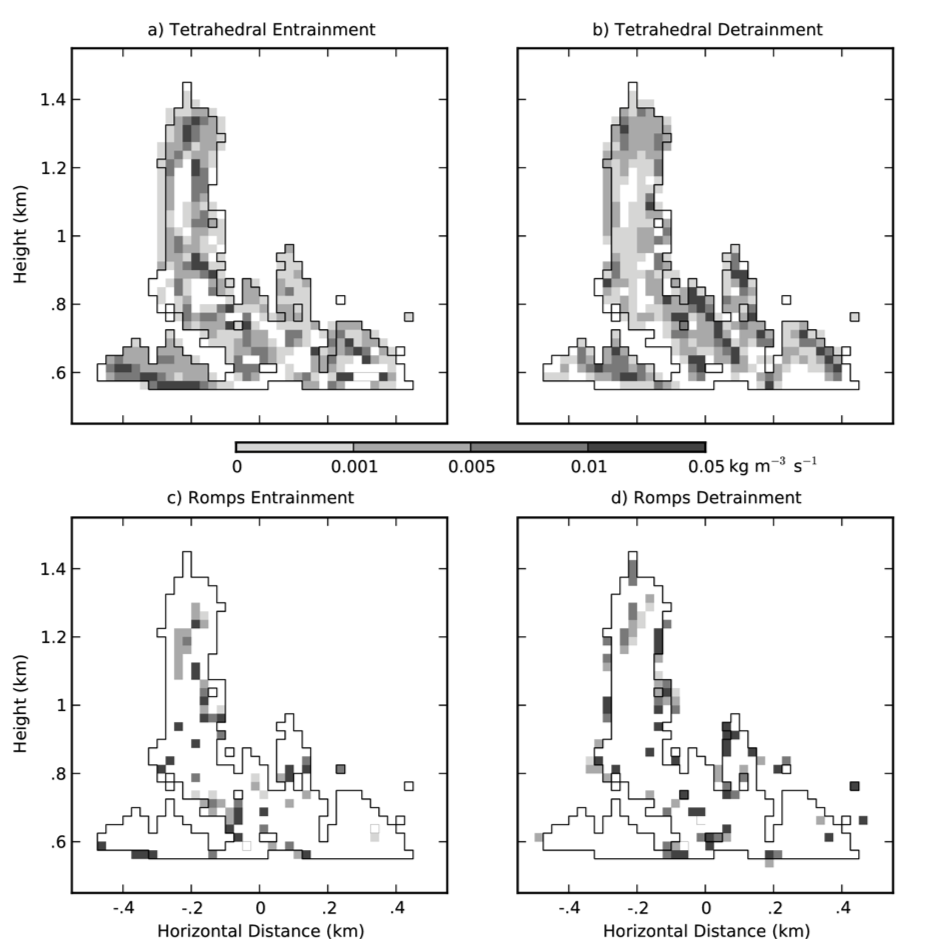 a) Tetrahedral Entrainment
b) Tetrahedral Detrainment
1.4
1.2
1
.8
.6
Height (km)
0 0.001 0.005 0.01 0.05 kg m⁻³ s⁻¹
c) Romps Entrainment
d) Romps Detrainment
1.4
1.2
1
.8
.6
Height (km)
-.4 -.2 0 .2 .4
-.4 -.2 0 .2 .4
Horizontal Distance (km)
Horizontal Distance (km)